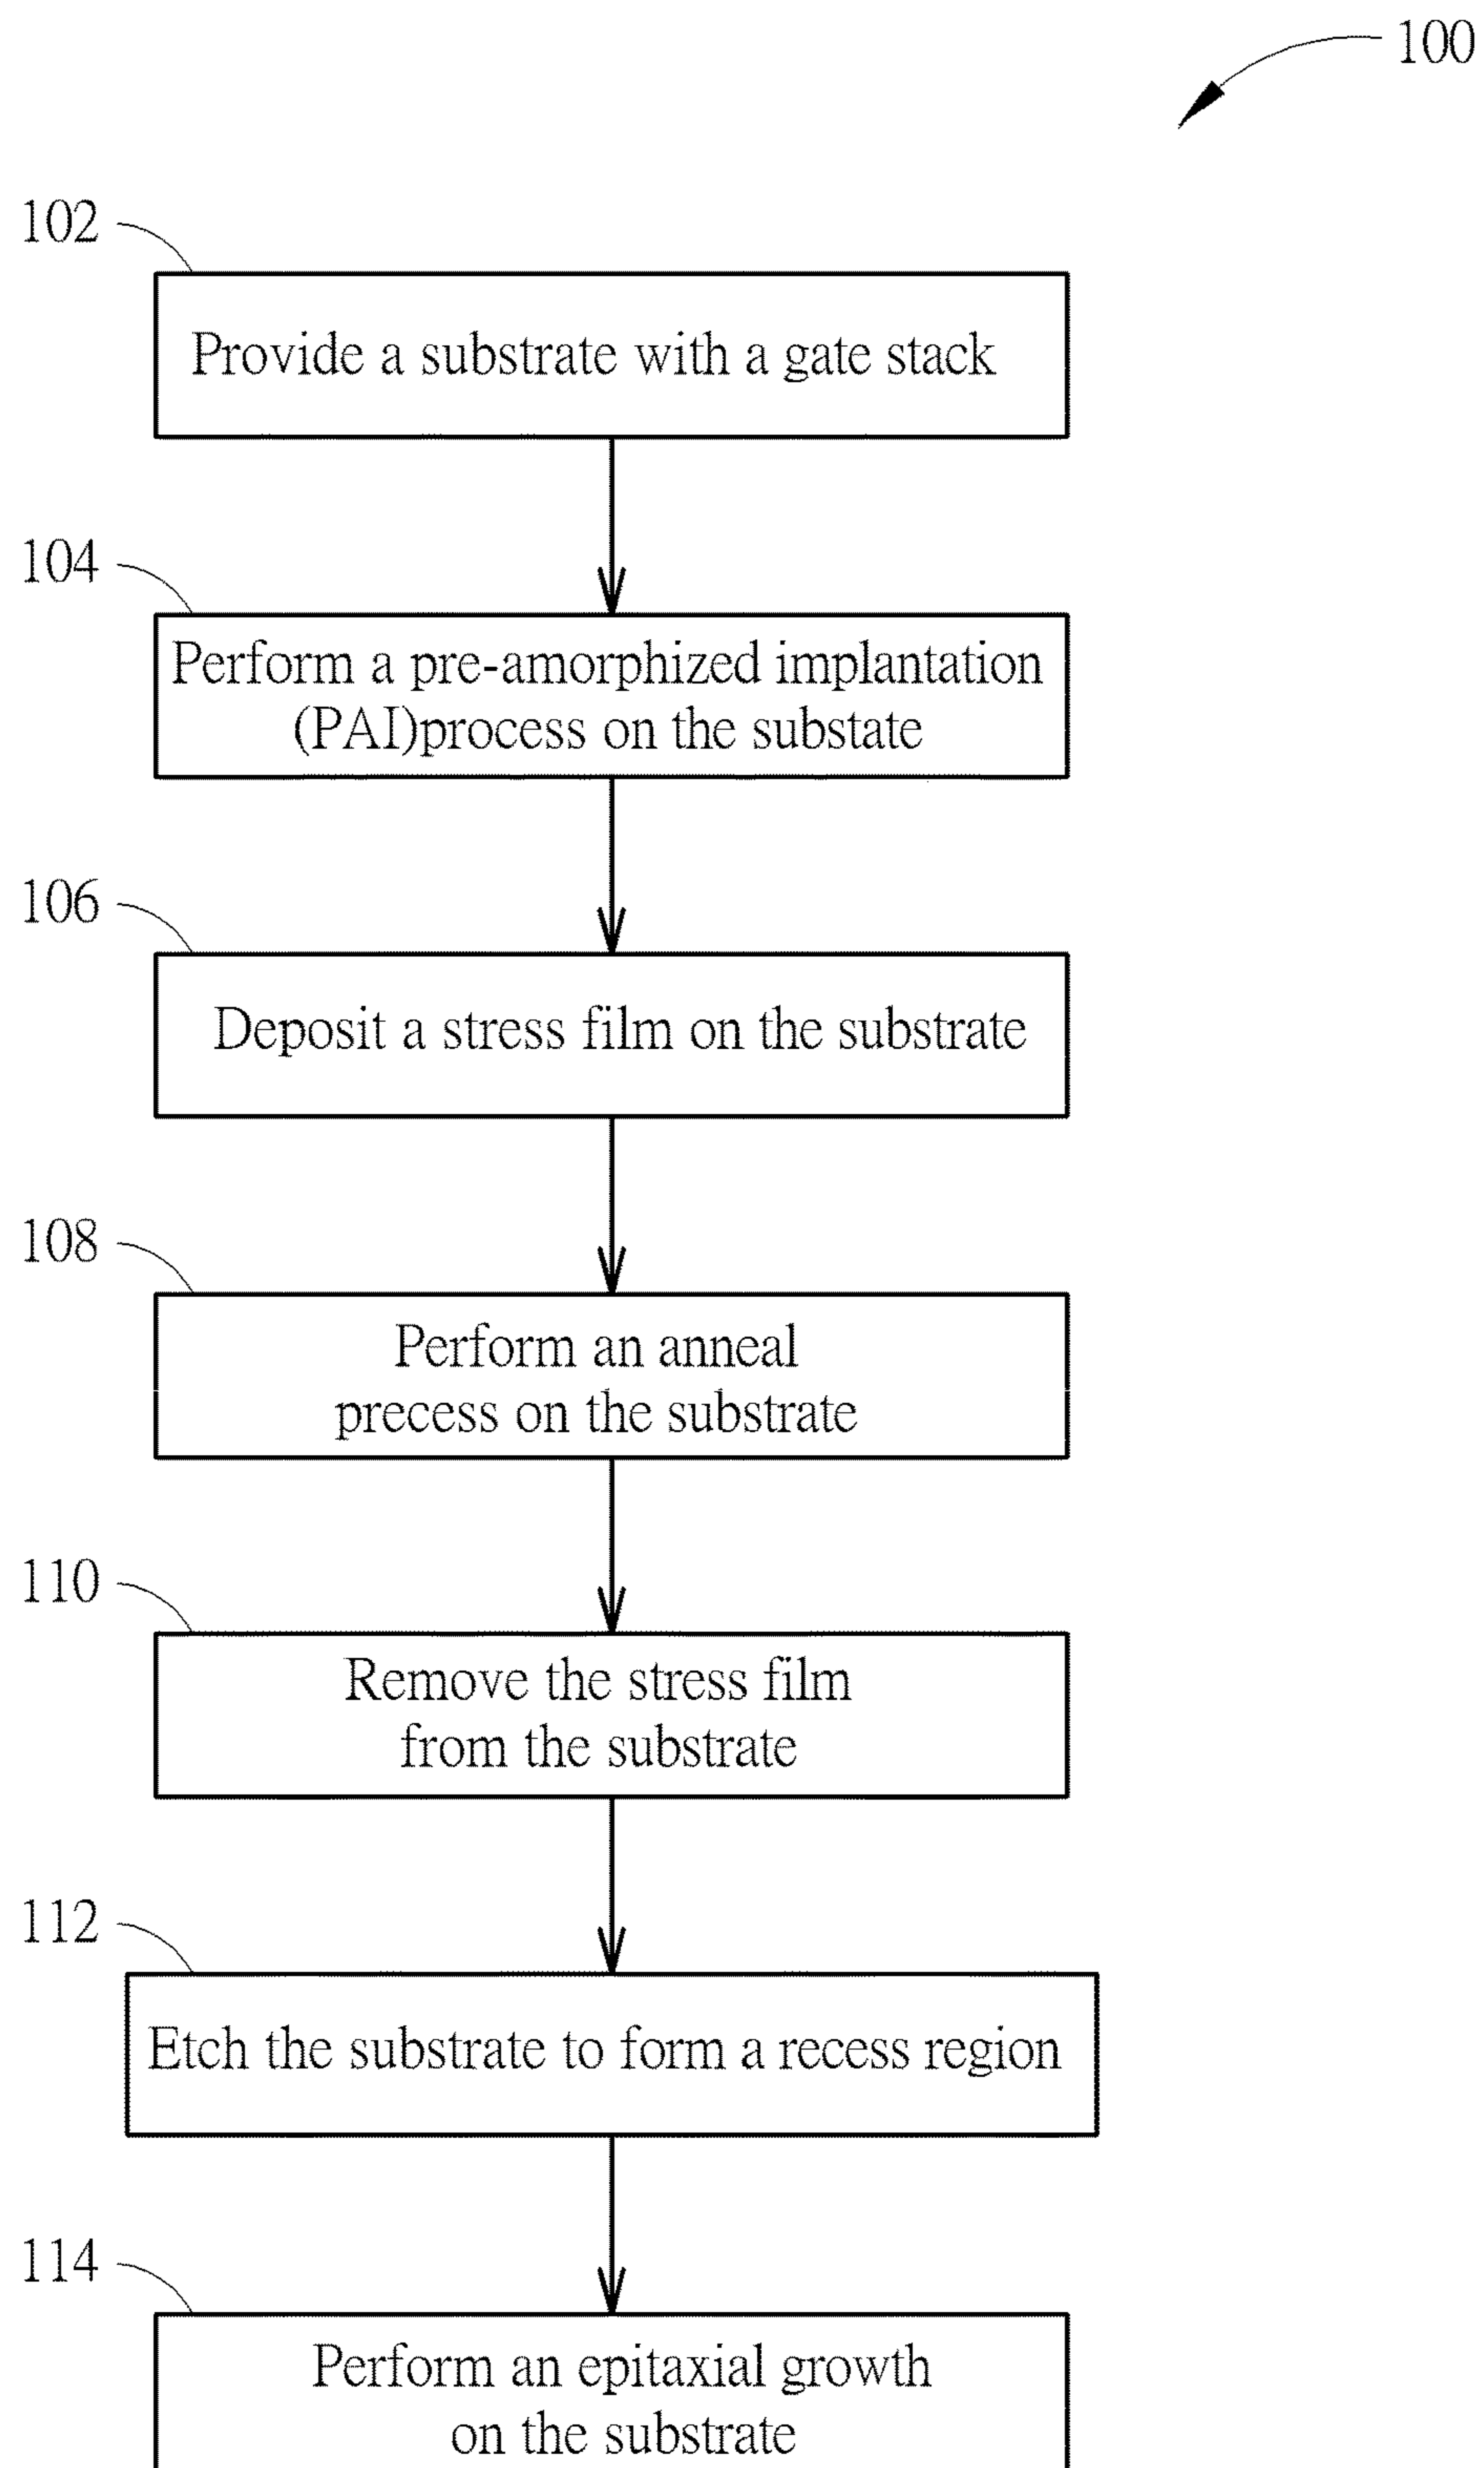 100
102
Provide a substrate with a gate stack
104
Perform a pre-amorphized implantation
(PAI)process on the substate
106
Deposit a stress film on the substrate
108
Perform an anneal
precess on the substrate
110
Remove the stress film
from the substrate
112
Etch the substrate to form a recess region
114
Perform an epitaxial growth
on the substrate